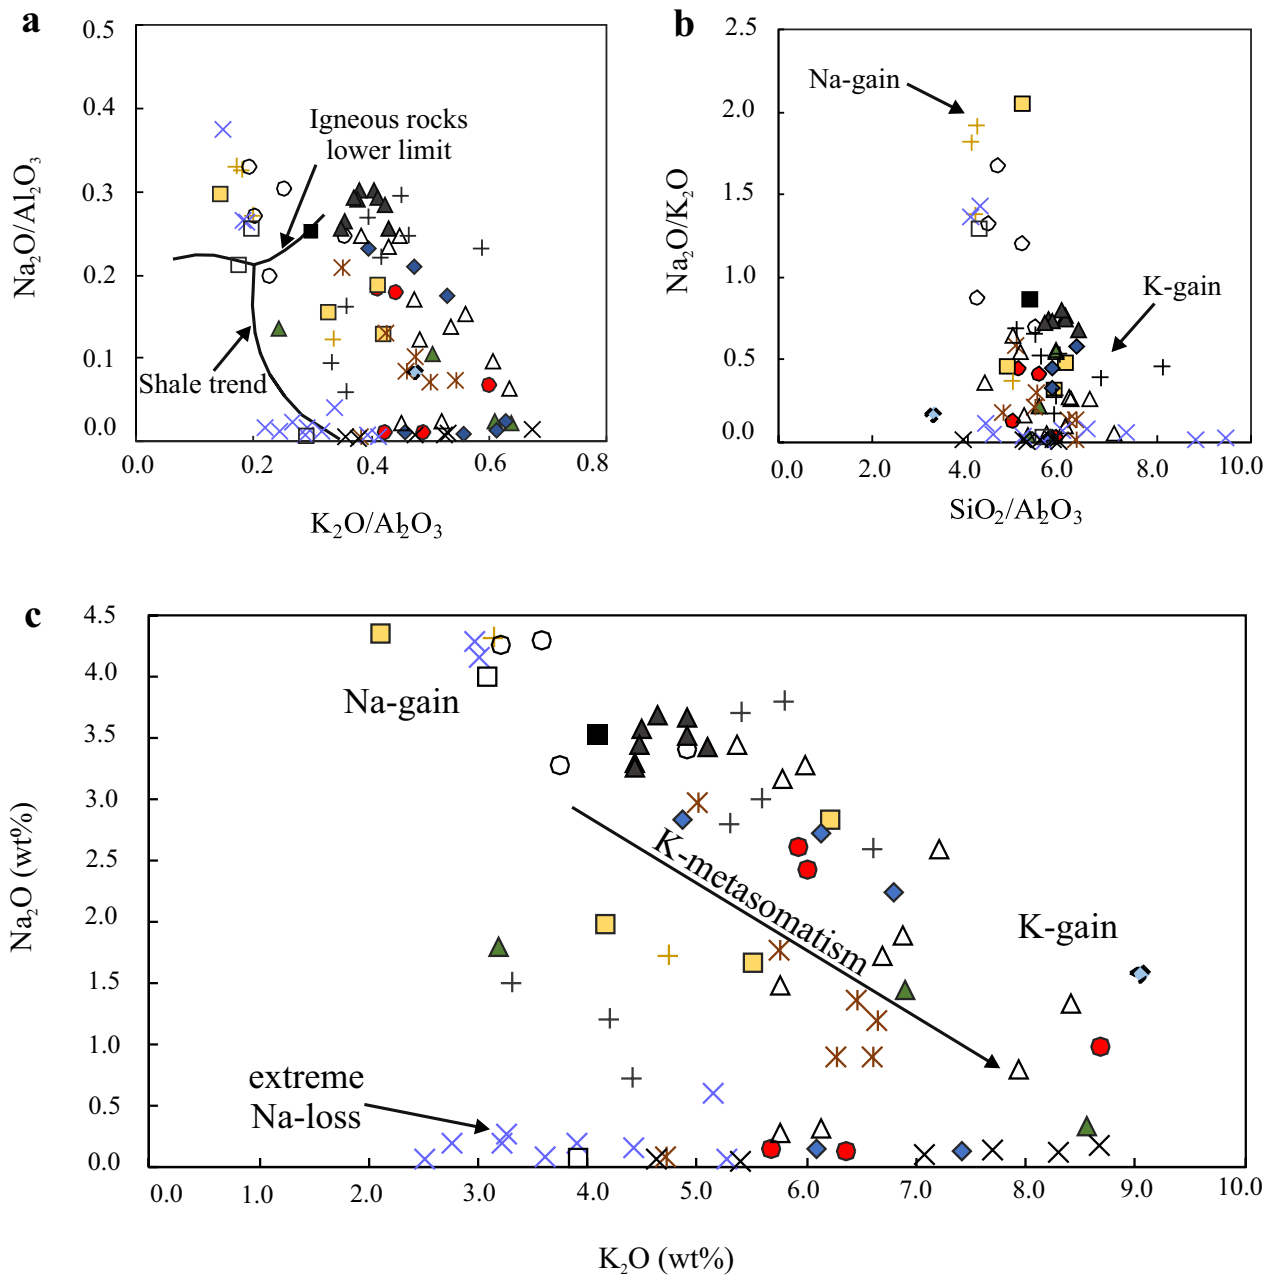 a
0.5
0.4
0.3
0.2
0.1
0.0
Na₂O/Al₂O₃
Igneous rocks
lower limit
Shale trend
0.0 0.2 0.4 0.6 0.8
K₂O/Al₂O₃
b
2.5
2.0
1.5
1.0
0.5
0.0
Na₂O/K₂O
Na-gain
K-gain
0.0 2.0 4.0 6.0 8.0 10.0
SiO₂/Al₂O₃
c
4.5
4.0
3.5
3.0
2.5
2.0
1.5
1.0
0.5
0.0
Na₂O (wt%)
Na-gain
K-metasomatism
K-gain
extreme
Na-loss
0.0 1.0 2.0 3.0 4.0 5.0 6.0 7.0 8.0 9.0 10.0
K₂O (wt%)